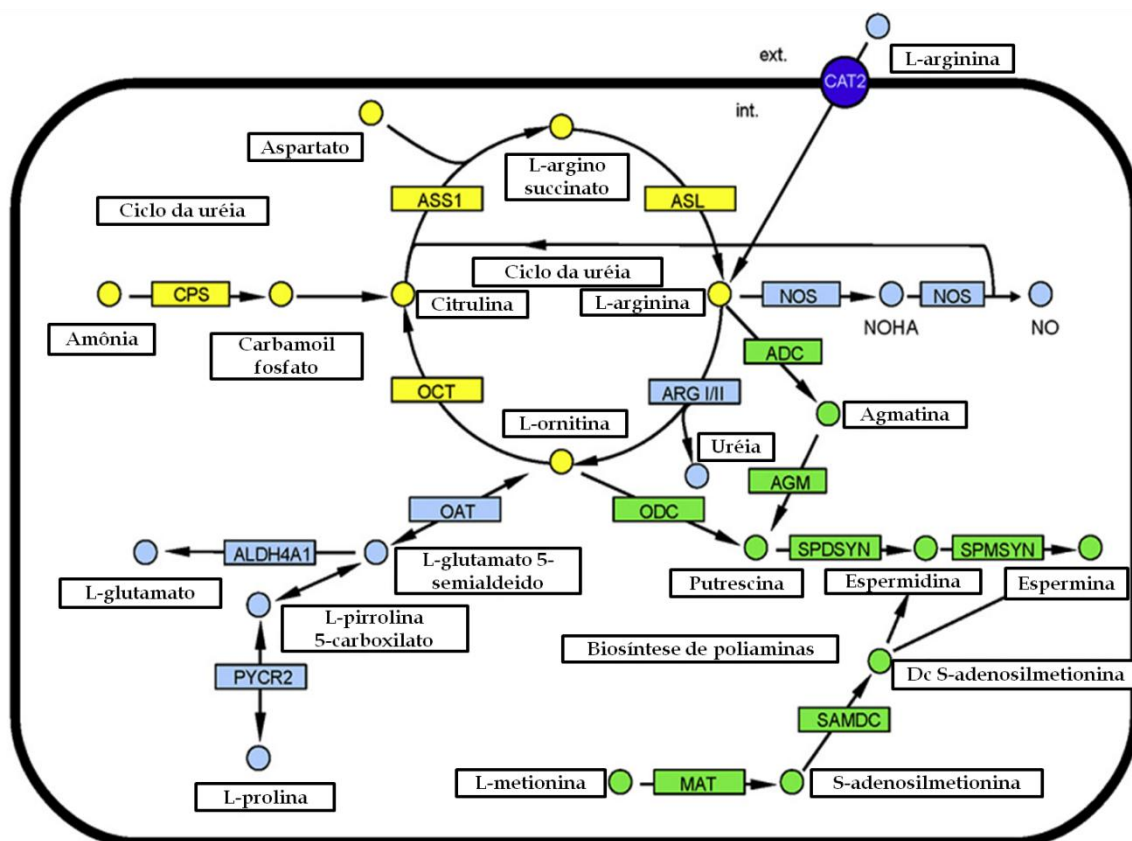 L-arginina
ext.
CAT2
int.
Aspartato
L-argino
succinato
ASS1
ASL
Ciclo da uréia
Ciclo da uréia
CPS
Citrulina
L-arginina
NOS
NOS
Amônia
Carbamoil
fosfato
NOHA
NO
ADC
OCT
ARG I/II
L-ornitina
Agmatina
Uréia
OAT
ODC
AGM
ALDH4A1
SPDSYN
SPMSYN
L-glutamato
L-glutamato 5-
semialdeido
Putrescina
Espermidina
Espermina
L-pirrolina
5-carboxilato
Biosíntese de poliaminas
PYCR2
Dc S-adenosilmetionina
SAMDC
L-prolina
L-metionina
MAT
S-adenosilmetionina